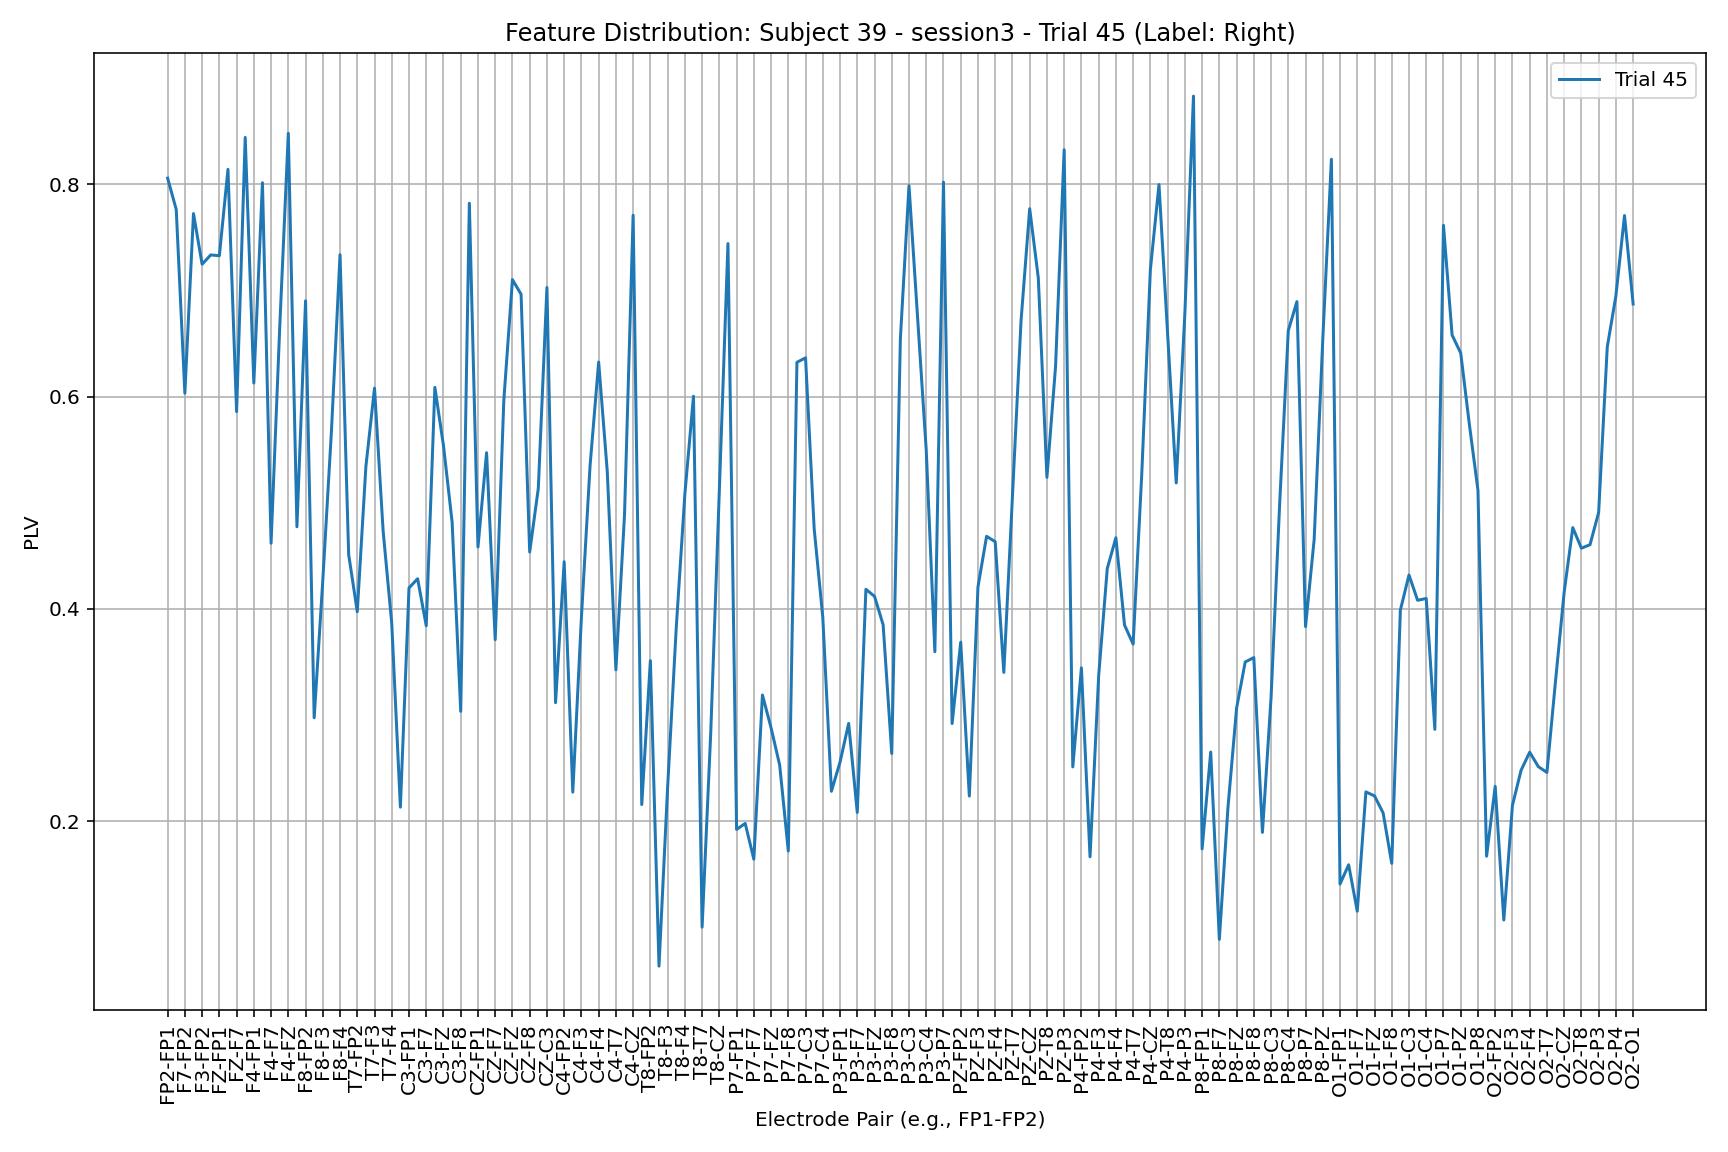 Feature Distribution: Subject 39 - session3 - Trial 45 (Label: Right)
Trial 45
PLV
0.8
0.6
0.4
0.2
FP2-FP1
F7-FP2
F3-FP2
FZ-FP1
FZ-F7
F4-FP1
F4-F7
F4-FZ
F8-FP2
F8-F3
F8-F4
T7-FP2
T7-F3
T7-F4
C3-FP1
C3-F7
C3-FZ
C3-F8
CZ-FP1
CZ-F7
CZ-FZ
CZ-F8
CZ-C3
C4-FP2
C4-F3
C4-F4
C4-T7
C4-CZ
T8-FP2
T8-F3
T8-F4
T8-T7
T8-CZ
P7-FP1
P7-F7
P7-FZ
P7-F8
P7-C3
P7-C4
P3-FP1
P3-F7
P3-FZ
P3-F8
P3-C3
P3-C4
P3-P7
PZ-FP2
PZ-F3
PZ-F4
PZ-T7
PZ-CZ
PZ-T8
PZ-P3
P4-FP2
P4-F3
P4-F4
P4-T7
P4-CZ
P4-T8
P4-P3
P8-FP1
P8-F7
P8-FZ
P8-F8
P8-C3
P8-C4
P8-P7
P8-PZ
O1-FP1
O1-F7
O1-FZ
O1-F8
O1-C3
O1-C4
O1-P7
O1-PZ
O1-P8
O2-FP2
O2-F3
O2-F4
O2-T7
O2-CZ
O2-T8
O2-P3
O2-P4
O2-O1
Electrode Pair (e.g., FP1-FP2)